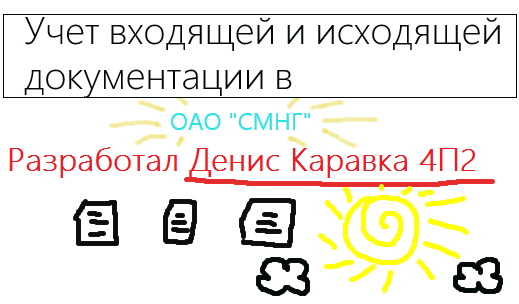 Учет входящей и исходящей
документации в
ОАО "СМНГ"
Разработал Денис Каравка 4П2